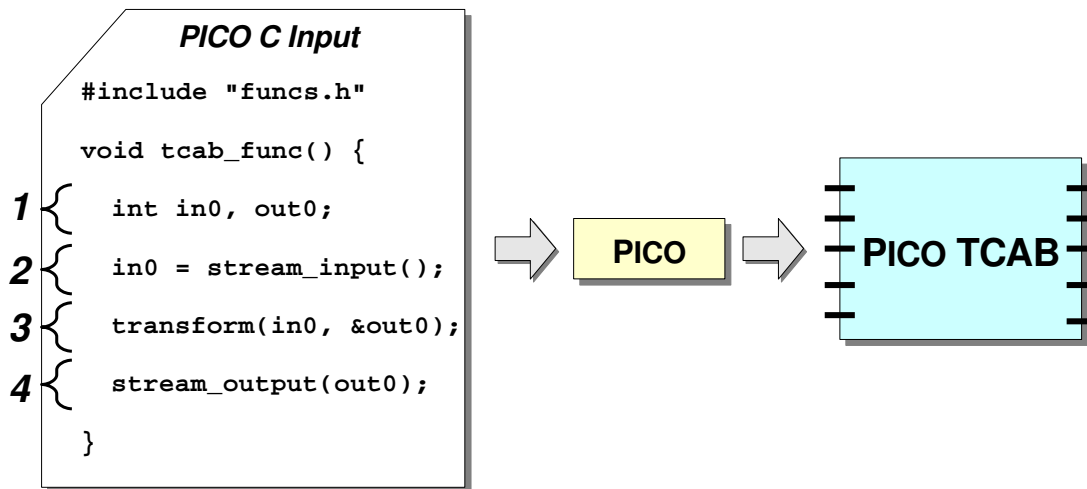 PICO C Input
#include "funcs.h"
void tcab_func() {
1 int in0, out0;
2 in0 = stream_input();
3 transform(in0, &out0);
4 stream_output(out0);
}
PICO
PICO TCAB